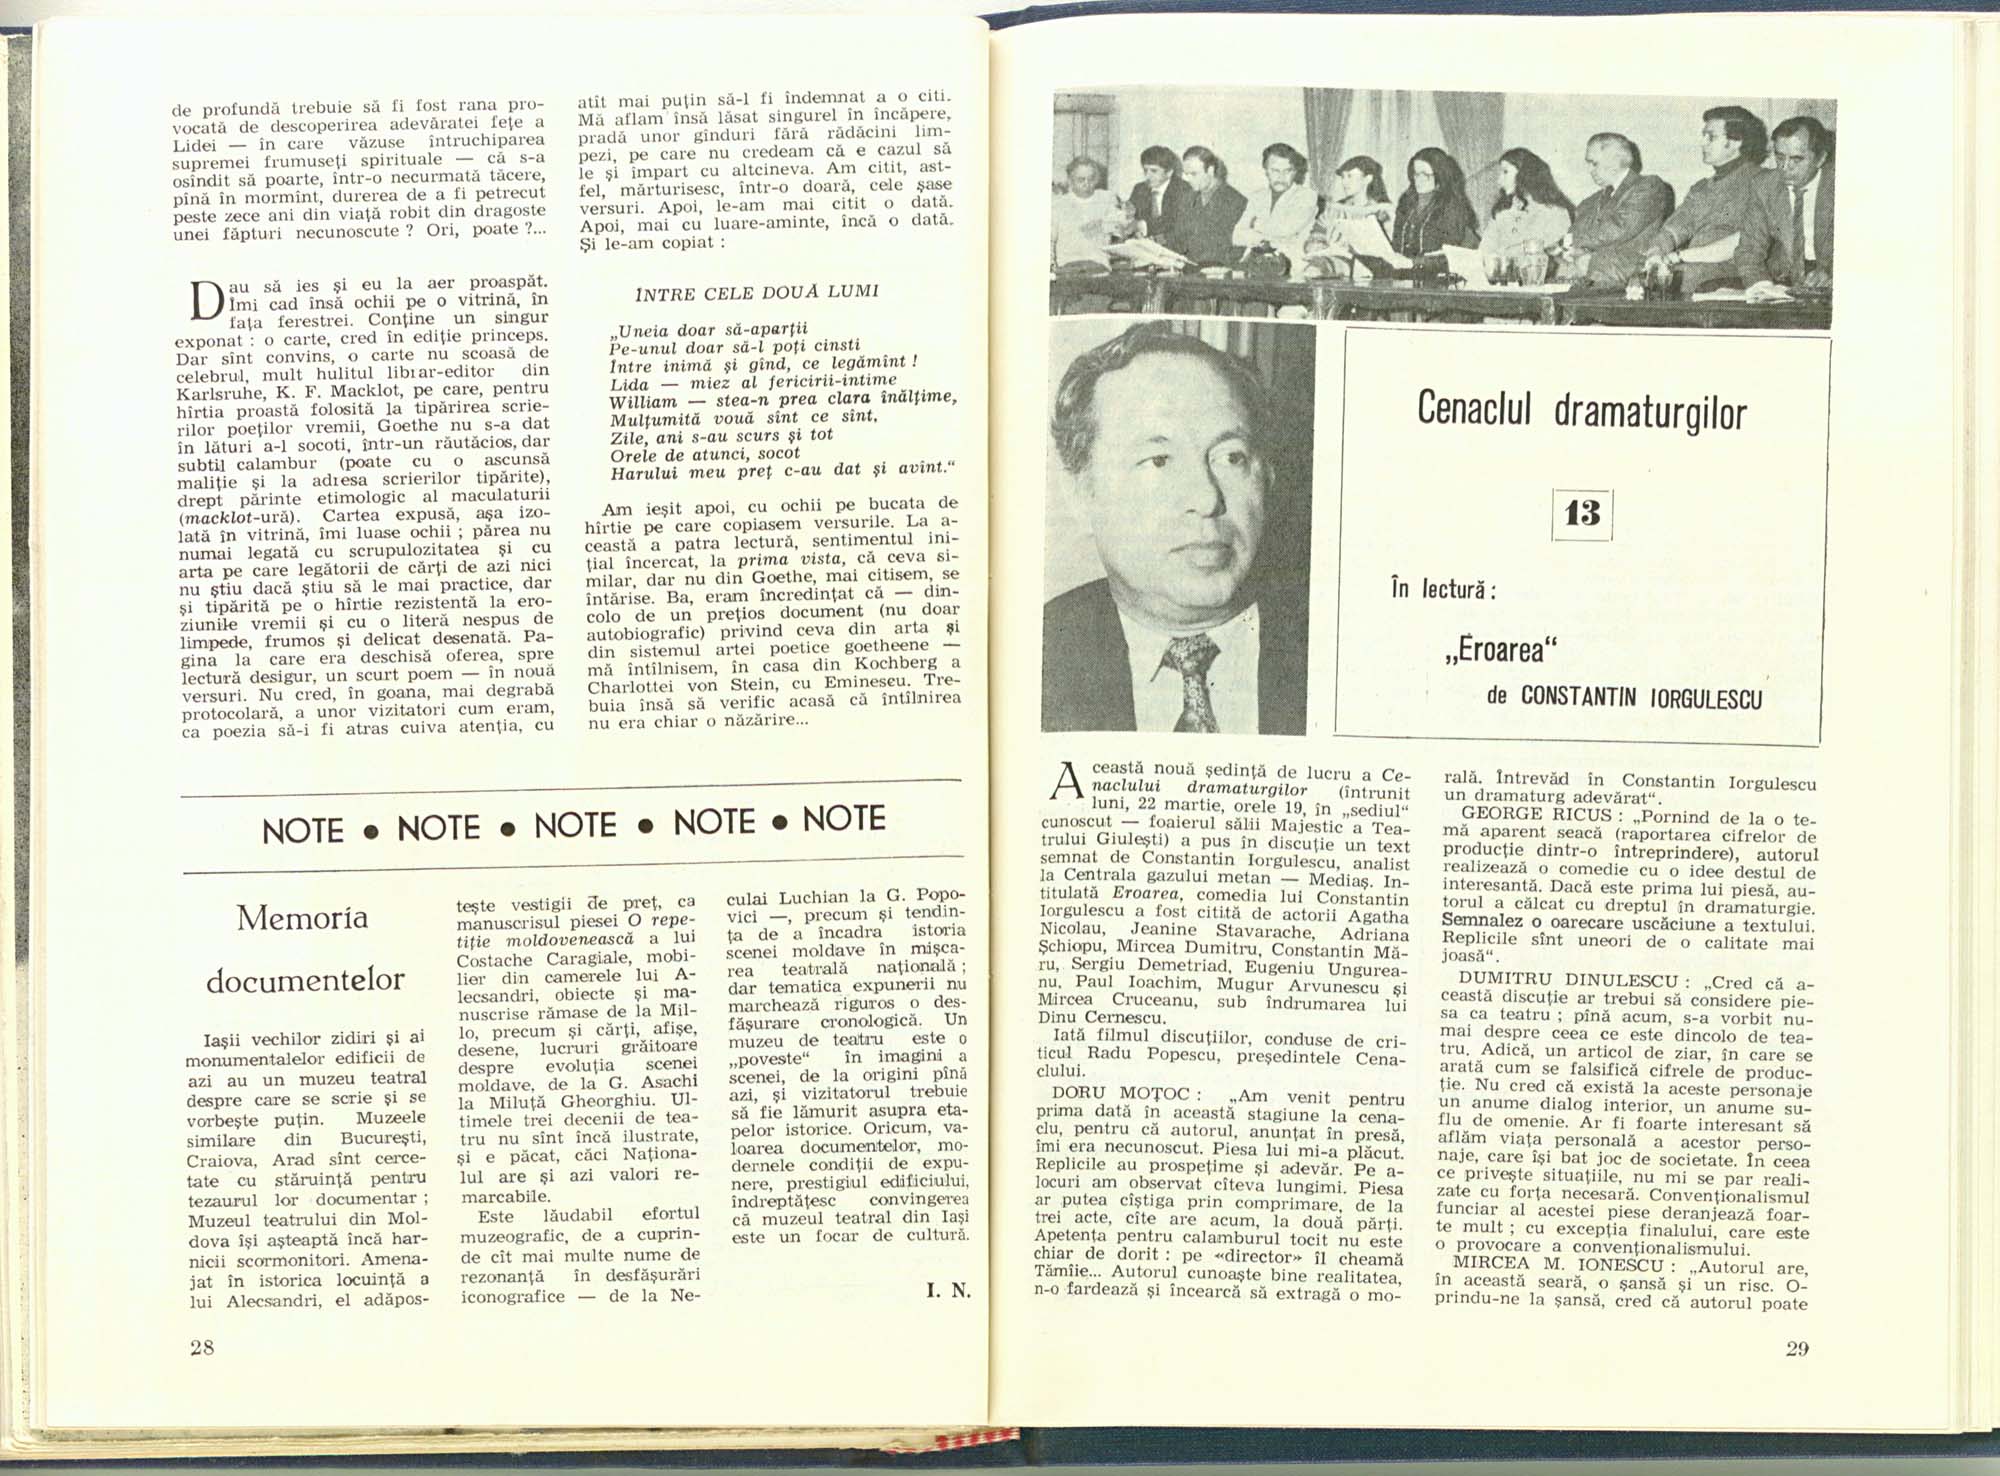 de profundă trebuie să fi fost rana pro-
vocată de descoperirea adevăratei fețe a
Lidei — în care văzuse întruchiparea
supremei frumuseți spirituale — că s-a
osîndit să poarte, într-o necurmată tăcere,
pînă în mormînt, durerea de a fi petrecut
peste zece ani din viață robit din dragoste
unei făpturi necunoscute ? Ori, poate ?...
Dau să ies și eu la aer proaspăt.
Îmi cad însă ochii pe o vitrină, în
fața ferestrei. Conține un singur
exponat : o carte, cred în ediție princeps.
Dar sînt convins, o carte nu scoasă de
celebrul, mult hulitul librar-editor din
Karlsruhe, K. F. Macklot, pe care, pentru
hîrtia proastă folosită la tipărirea scrie-
rilor poeților vremii, Goethe nu s-a dat
în lături a-l socoti, într-un răutăcios, dar
subtil calambur (poate cu o ascunsă
maliție și la adresa scrierilor tipărite),
drept părinte etimologic al maculaturii
(macklot-ură). Cartea expusă, așa izo-
lată în vitrină, îmi luase ochii ; părea nu
numai legată cu scrupulozitatea și cu
arta pe care legătorii de cărți de azi nici
nu știu dacă știu să le mai practice, dar
și tipărită pe o hîrtie rezistentă la ero-
ziunile vremii și cu o literă nespus de
limpede, frumos și delicat desenată. Pa-
gina la care era deschisă oferea, spre
lectură desigur, un scurt poem — în nouă
versuri. Nu cred, în goana, mai degrabă
protocolară, a unor vizitatori cum eram,
ca poezia să-i fi atras cuiva atenția, cu
atît mai puțin să-l fi îndemnat a o citi.
Mă aflam însă lăsat singurel în încăpere,
pradă unor gînduri fără rădăcini lim-
pezi, pe care nu credeam că e cazul să
le și împart cu altcineva. Am citit, ast-
fel, mărturisesc, într-o doară, cele șase
versuri. Apoi, le-am mai citit o dată.
Apoi, mai cu luare-aminte, încă o dată.
Și le-am copiat :
ÎNTRE CELE DOUĂ LUMI
„Uneia doar să-aparții
Pe-unul doar să-l poți cinsti
Între inimă și gînd, ce legămînt !
Lida — miez al fericirii-intime
William — stea-n prea clara înălțime,
Mulțumită vouă sînt ce sînt,
Zile, ani s-au scurs și tot
Orele de atunci, socot
Harului meu preț c-au dat și avînt.“
Am ieșit apoi, cu ochii pe bucata de
hîrtie pe care copiasem versurile. La a-
ceastă a patra lectură, sentimentul ini-
țial încercat, la prima vista, că ceva si-
milar, dar nu din Goethe, mai citisem, se
întărise. Ba, eram încredințat că — din-
colo de un prețios document (nu doar
autobiografic) privind ceva din arta și
din sistemul artei poetice goetheene —
mă întîlnisem, în casa din Kochberg a
Charlottei von Stein, cu Eminescu. Tre-
buia însă să verific acasă că întîlnirea
nu era chiar o năzărire...
NOTE ● NOTE ● NOTE ● NOTE ● NOTE
Memoria
documentelor
Iașii vechilor zidiri și ai
monumentalelor edificii de
azi au un muzeu teatral
despre care se scrie și se
vorbește puțin. Muzeele
similare din București,
Craiova, Arad sînt cerce-
tate cu stăruință pentru
tezaurul lor documentar ;
Muzeul teatrului din Mol-
dova își așteaptă încă har-
nicii scormonitori. Amena-
jat în istorica locuință a
lui Alecsandri, el adăpos-
tește vestigii de preț, ca
manuscrisul piesei O repe-
tiție moldovenească a lui
Costache Caragiale, mobi-
lier din camerele lui A-
lecsandri, obiecte și ma-
nuscrise rămase de la Mil-
lo, precum și cărți, afișe,
desene, lucruri grăitoare
despre evoluția scenei
moldave, de la G. Asachi
la Miluță Gheorghiu. Ul-
timele trei decenii de tea-
tru nu sînt încă ilustrate,
și e păcat, căci Naționa-
lul are și azi valori re-
marcabile.
Este lăudabil efortul
muzeografic, de a cuprin-
de cît mai multe nume de
rezonanță în desfășurări
iconografice — de la Ne-
culai Luchian la G. Popo-
vici —, precum și tendin-
ța de a încadra istoria
scenei moldave în mișca-
rea teatrală națională ;
dar tematica expunerii nu
marchează riguros o des-
fășurare cronologică. Un
muzeu de teatru este o
„poveste“ în imagini a
scenei, de la origini pînă
azi, și vizitatorul trebuie
să fie lămurit asupra eta-
pelor istorice. Oricum, va-
loarea documentelor, mo-
dernele condiții de expu-
nere, prestigiul edificiului,
îndreptățesc convingerea
că muzeul teatral din Iași
este un focar de cultură.
I. N.
28
Cenaclul dramaturgilor
13
În lectură :
„Eroarea“
de CONSTANTIN IORGULESCU
Această nouă ședință de lucru a Ce-
naclului dramaturgilor (întrunit
luni, 22 martie, orele 19, în „sediul“
cunoscut — foaierul sălii Majestic a Tea-
trului Giulești) a pus în discuție un text
semnat de Constantin Iorgulescu, analist
la Centrala gazului metan — Mediaș. In-
titulată Eroarea, comedia lui Constantin
Iorgulescu a fost citită de actorii Agatha
Nicolau, Jeanine Stavarache, Adriana
Șchiopu, Mircea Dumitru, Constantin Mă-
ru, Sergiu Demetriad, Eugeniu Ungurea-
nu, Paul Ioachim, Mugur Arvunescu și
Mircea Cruceanu, sub îndrumarea lui
Dinu Cernescu.
Iată filmul discuțiilor, conduse de cri-
ticul Radu Popescu, președintele Cena-
clului.
DORU MOȚOC : „Am venit pentru
prima dată în această stagiune la cena-
clu, pentru că autorul, anunțat în presă,
îmi era necunoscut. Piesa lui mi-a plăcut.
Replicile au prospețime și adevăr. Pe a-
locuri am observat cîteva lungimi. Piesa
ar putea cîștiga prin comprimare, de la
trei acte, cîte are acum, la două părți.
Apetența pentru calamburul tocit nu este
chiar de dorit : pe «director» îl cheamă
Tămîie... Autorul cunoaște bine realitatea,
n-o fardează și încearcă să extragă o mo-
rală. Întrevăd în Constantin Iorgulescu
un dramaturg adevărat“.
GEORGE RICUS : „Pornind de la o te-
mă aparent seacă (raportarea cifrelor de
producție dintr-o întreprindere), autorul
realizează o comedie cu o idee destul de
interesantă. Dacă este prima lui piesă, au-
torul a călcat cu dreptul în dramaturgie.
Semnalez o oarecare uscăciune a textului.
Replicile sînt uneori de o calitate mai
joasă“.
DUMITRU DINULESCU : „Cred că a-
ceastă discuție ar trebui să considere pie-
sa ca teatru ; pînă acum, s-a vorbit nu-
mai despre ceea ce este dincolo de tea-
tru. Adică, un articol de ziar, în care se
arată cum se falsifică cifrele de produc-
ție. Nu cred că există la aceste personaje
un anume dialog interior, un anume su-
flu de omenie. Ar fi foarte interesant să
aflăm viața personală a acestor perso-
naje, care își bat joc de societate. În ceea
ce privește situațiile, nu mi se par reali-
zate cu forța necesară. Convenționalismul
funciar al acestei piese deranjează foar-
te mult ; cu excepția finalului, care este
o provocare a convenționalismului.
MIRCEA M. IONESCU : „Autorul are,
în această seară, o șansă și un risc. O-
prindu-ne la șansă, cred că autorul poate
29